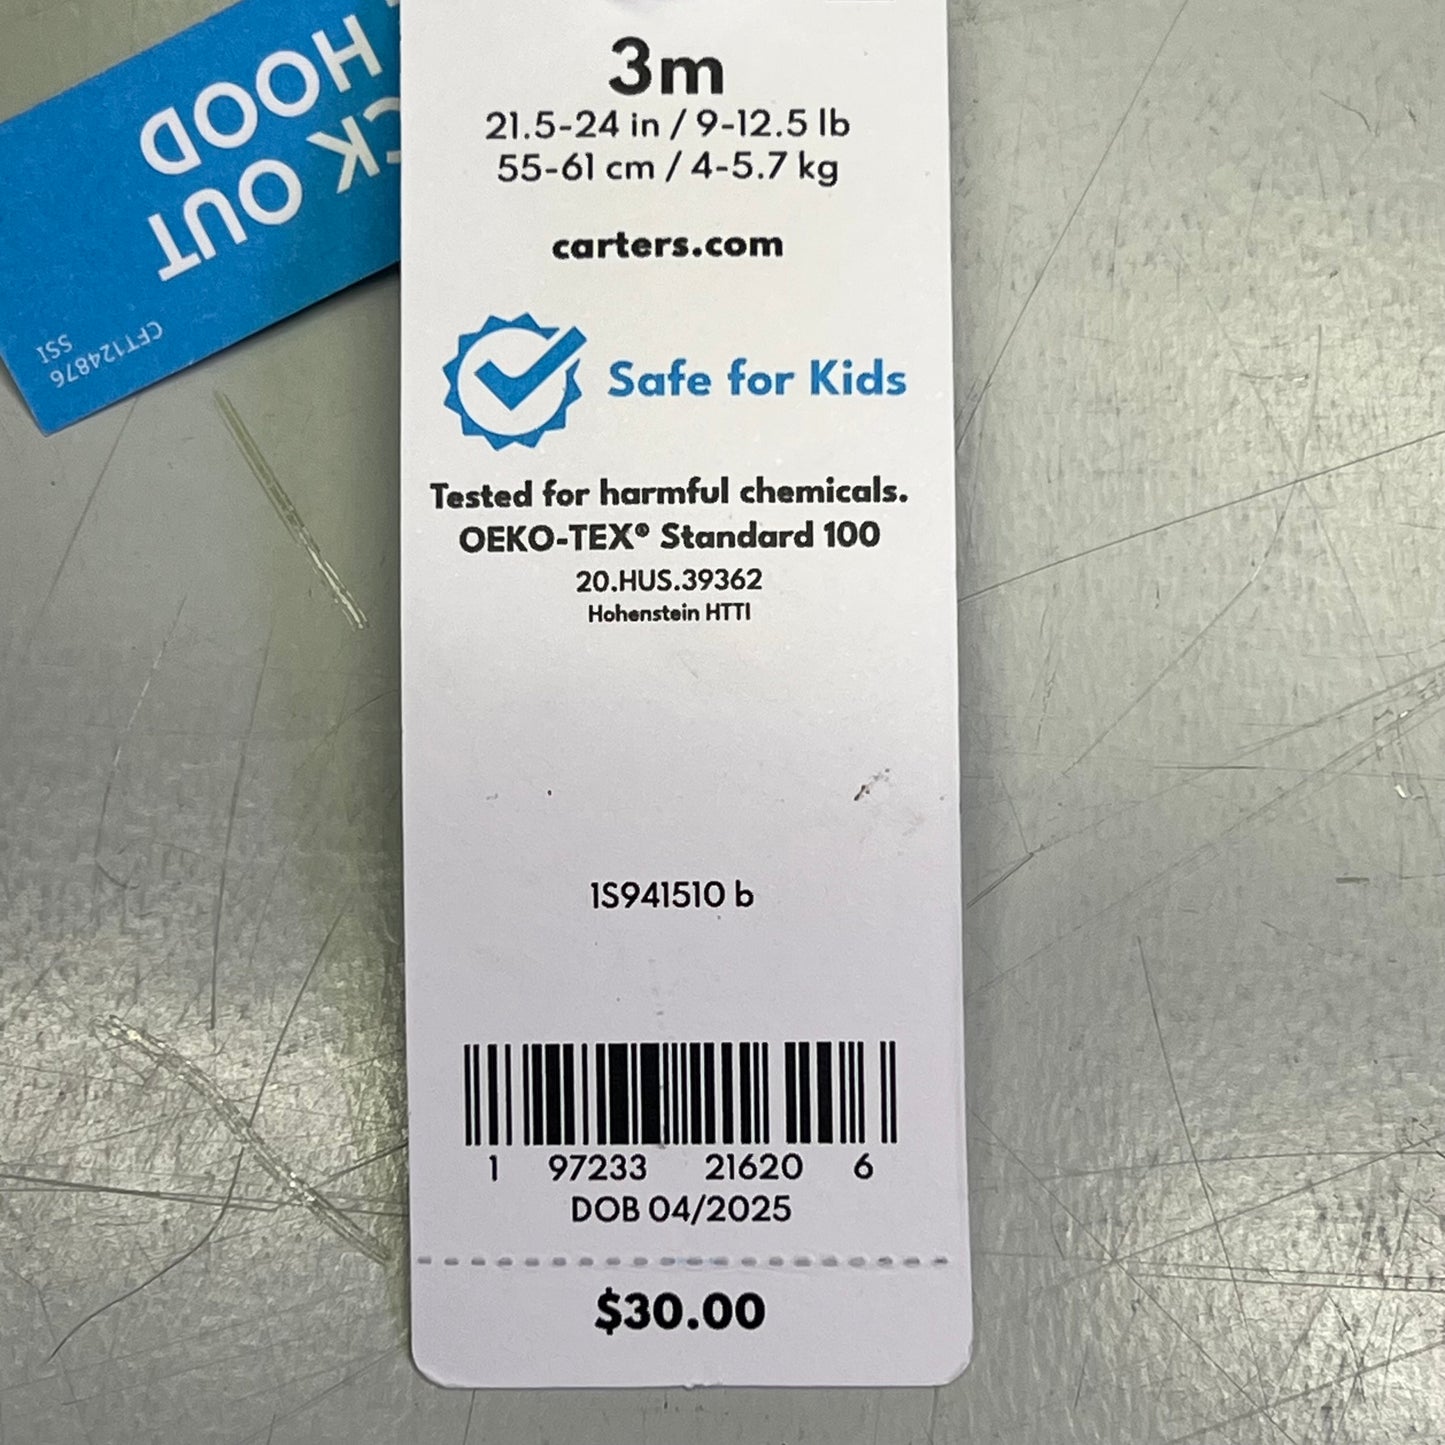 HOOD
CK OUT
CFT124876
SSI
3m
21.5-24 in / 9-12.5 lb
55-61 cm / 4-5.7 kg
carters.com
Safe for Kids
Tested for harmful chemicals.
OEKO-TEX® Standard 100
20.HUS.39362
Hohenstein HTTI
1S941510 b
1 97233 21620 6
DOB 04/2025
$30.00